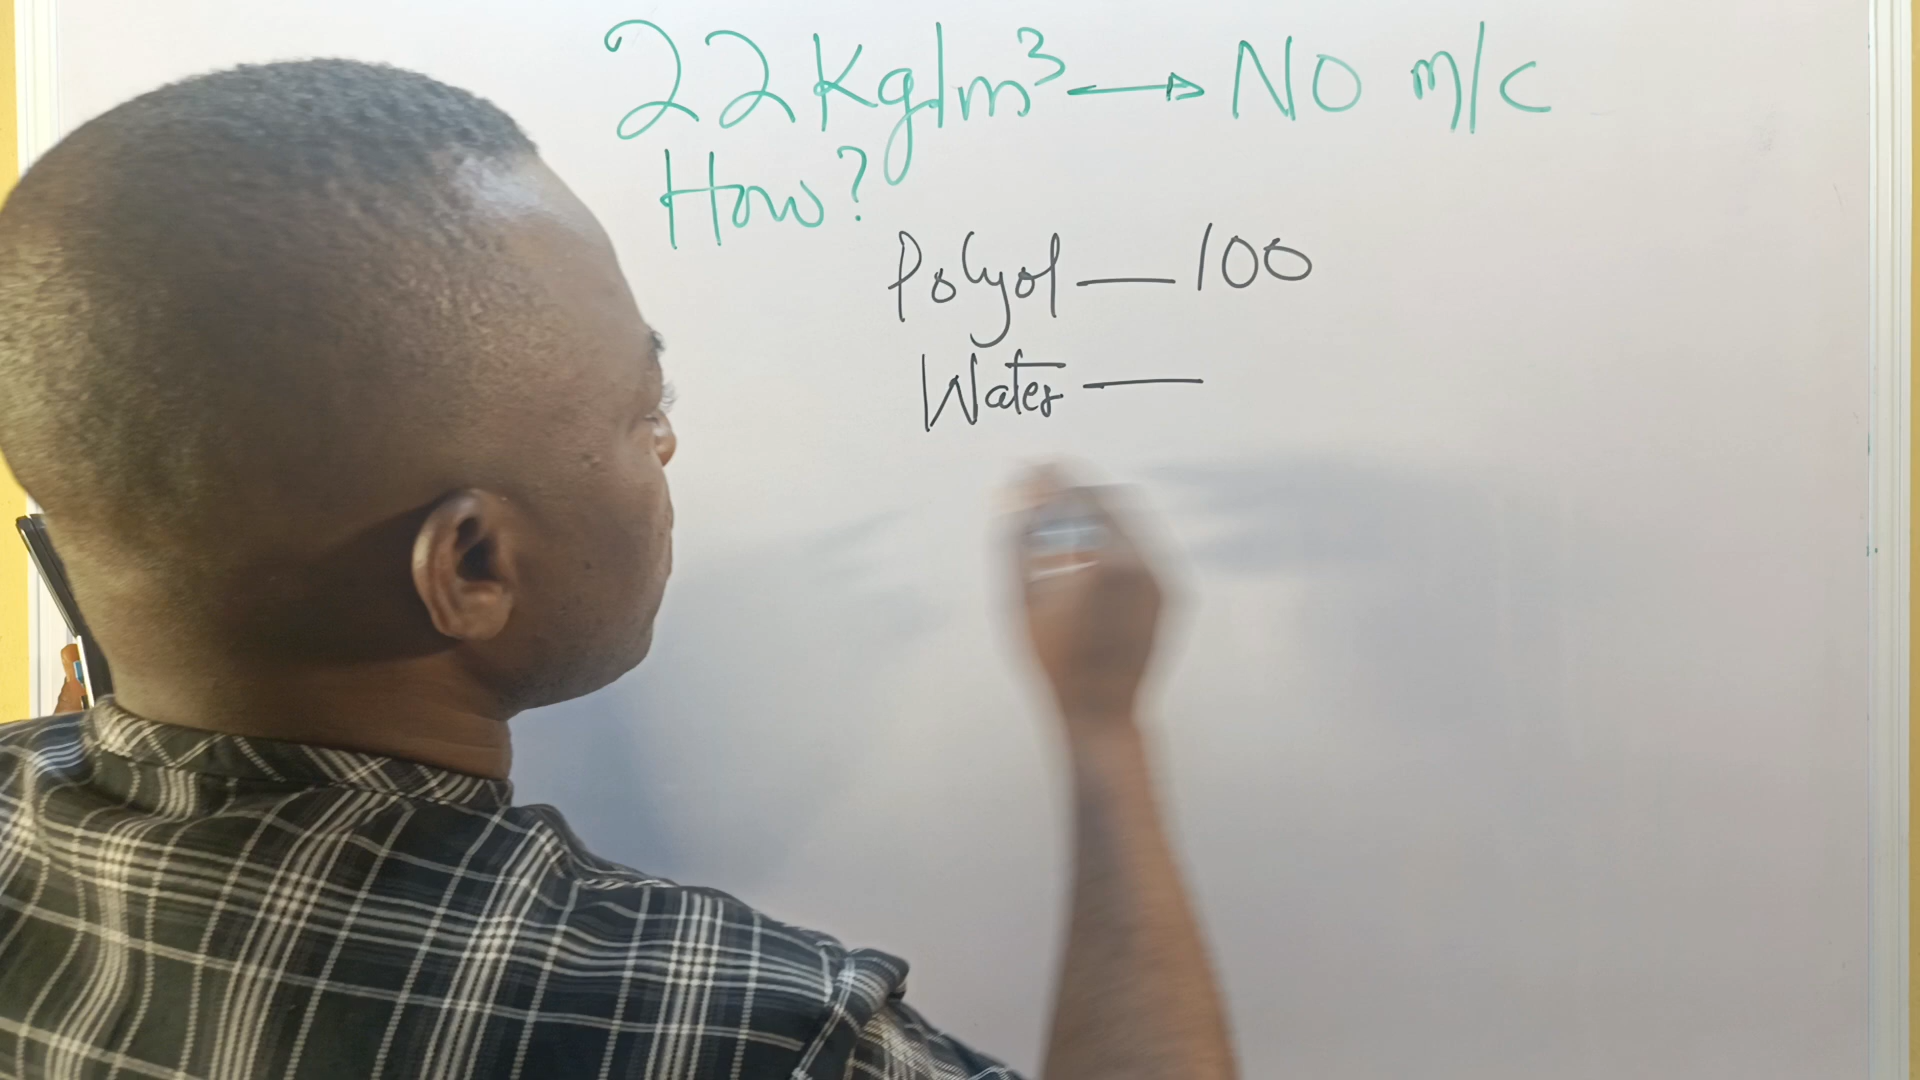 22Kg/m³ → NO m/c
How?
Polyol — 100
Water —